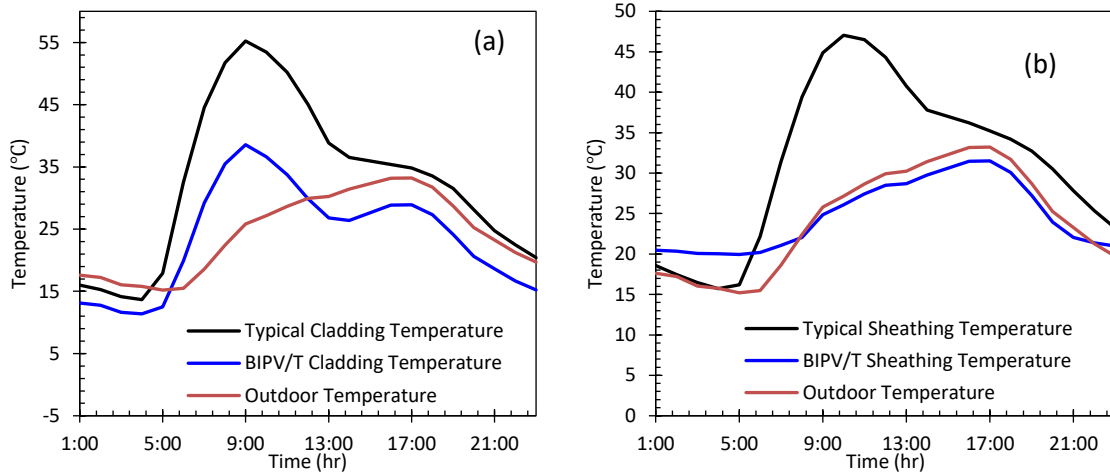 (a)
Temperature (°C)
55
45
35
25
15
5
-5
Typical Cladding Temperature
BIPV/T Cladding Temperature
Outdoor Temperature
1:00 5:00 9:00 13:00 17:00 21:00
Time (hr)
(b)
Temperature (°C)
50
45
40
35
30
25
20
15
10
5
0
Typical Sheathing Temperature
BIPV/T Sheathing Temperature
Outdoor Temperature
1:00 5:00 9:00 13:00 17:00 21:00
Time (hr)